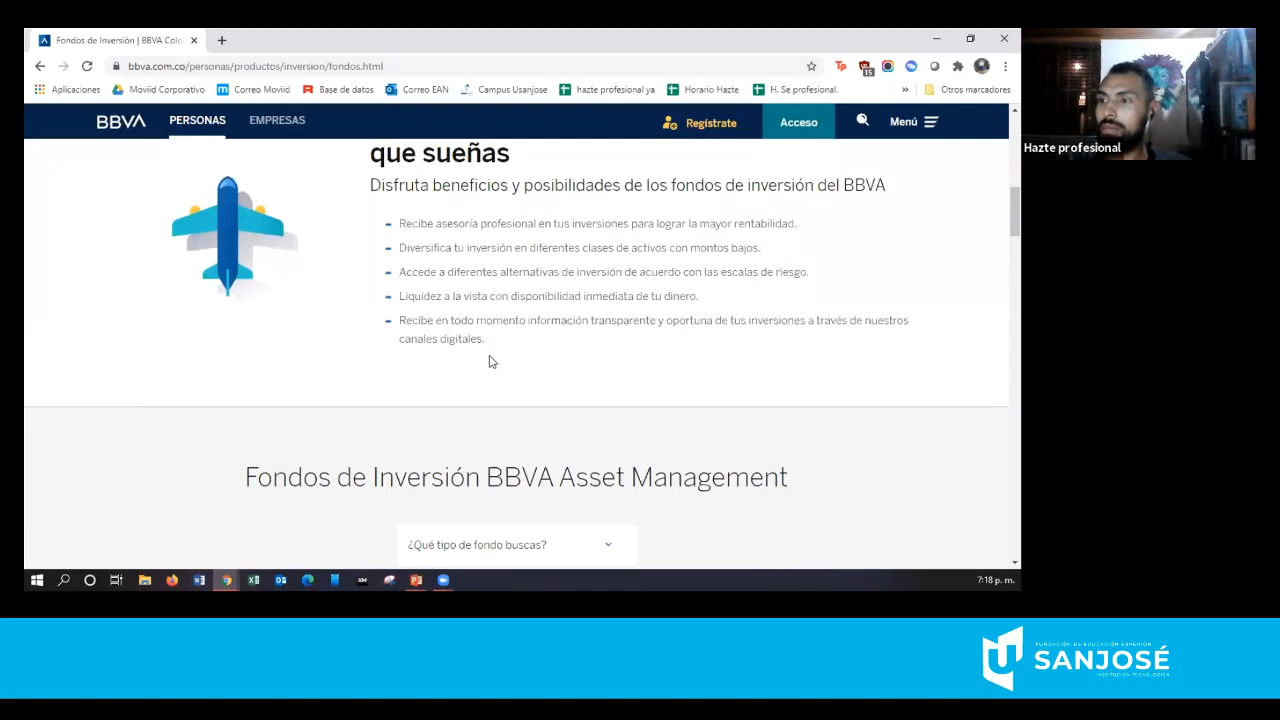 Fondos de Inversión | BBVA Colo
bbva.com.co/personas/productos/inversion/fondos.html
Aplicaciones
Moviid Corporativo
Correo Moviid
Base de datos
Correo EAN
Campus Usanjose
hazte profesional ya
Horario Hazte
H. Se profesional.
»
Otros marcadores
BBVA
PERSONAS
EMPRESAS
Regístrate
Acceso
Menú
que sueñas
Disfruta beneficios y posibilidades de los fondos de inversión del BBVA
Recibe asesoría profesional en tus inversiones para lograr la mayor rentabilidad.
Diversifica tu inversión en diferentes clases de activos con montos bajos.
Accede a diferentes alternativas de inversión de acuerdo con las escalas de riesgo.
Liquidez a la vista con disponibilidad inmediata de tu dinero.
Recibe en todo momento información transparente y oportuna de tus inversiones a través de nuestros
canales digitales.
Fondos de Inversión BBVA Asset Management
¿Qué tipo de fondo buscas?
7:18 p. m.
Hazte profesional
FUNDACIÓN DE EDUCACIÓN SUPERIOR
SANJOSÉ
INSTITUCIÓN TECNOLÓGICA